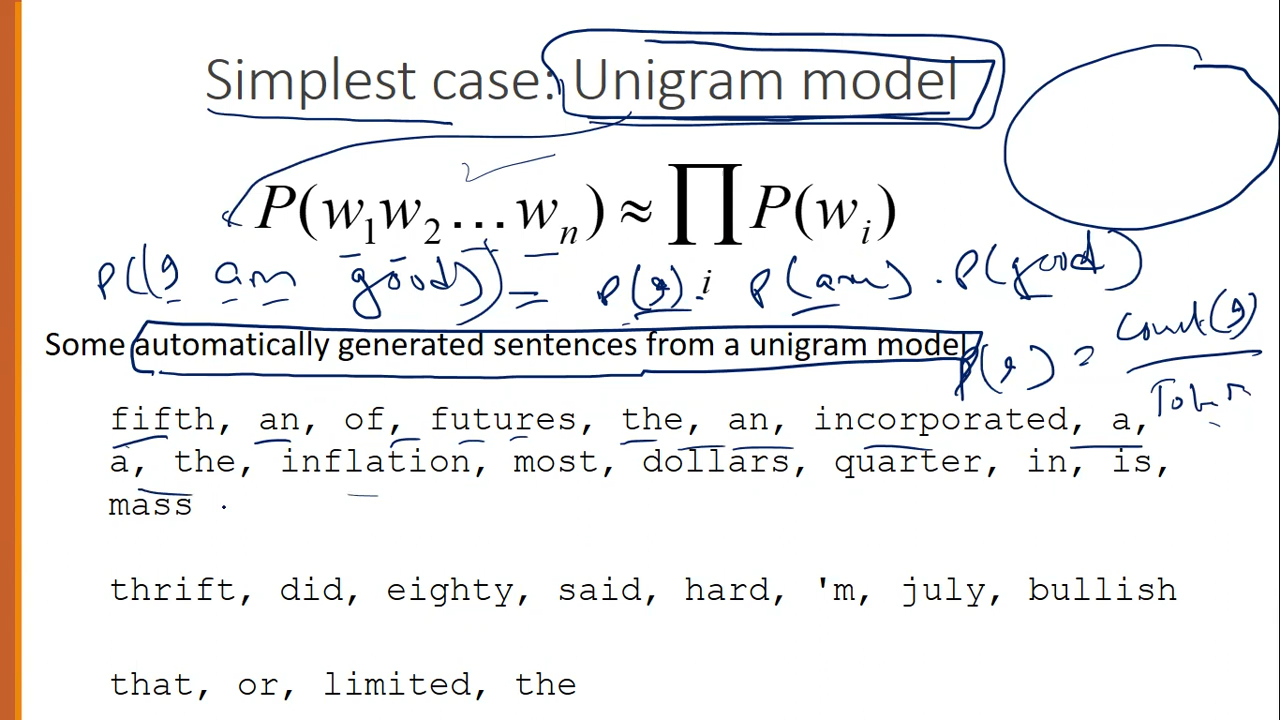 Simplest case: Unigram model
P(w₁w₂…wₙ) ≈ ∏ᵢ P(wᵢ)
P(I am good) = P(I) . P(am) . P(good)
Some automatically generated sentences from a unigram model
P(I) = Count(I)
fifth, an, of, futures, the, an, incorporated, a,
a, the, inflation, most, dollars, quarter, in, is,
mass
thrift, did, eighty, said, hard, 'm, july, bullish
that, or, limited, the